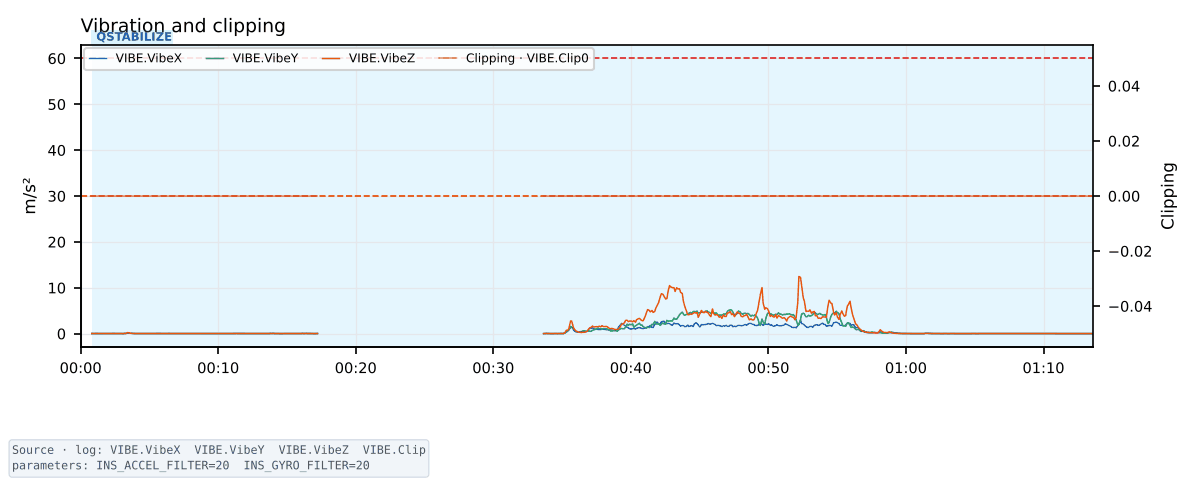 Vibration and clipping
QSTABILIZE
VIBE.VibeX VIBE.VibeY VIBE.VibeZ Clipping · VIBE.Clip0
60
50
40
30
20
10
0
m/s²
0.04
0.02
0.00
−0.02
−0.04
Clipping
00:00 00:10 00:20 00:30 00:40 00:50 01:00 01:10
Source · log: VIBE.VibeX VIBE.VibeY VIBE.VibeZ VIBE.Clip
parameters: INS_ACCEL_FILTER=20 INS_GYRO_FILTER=20